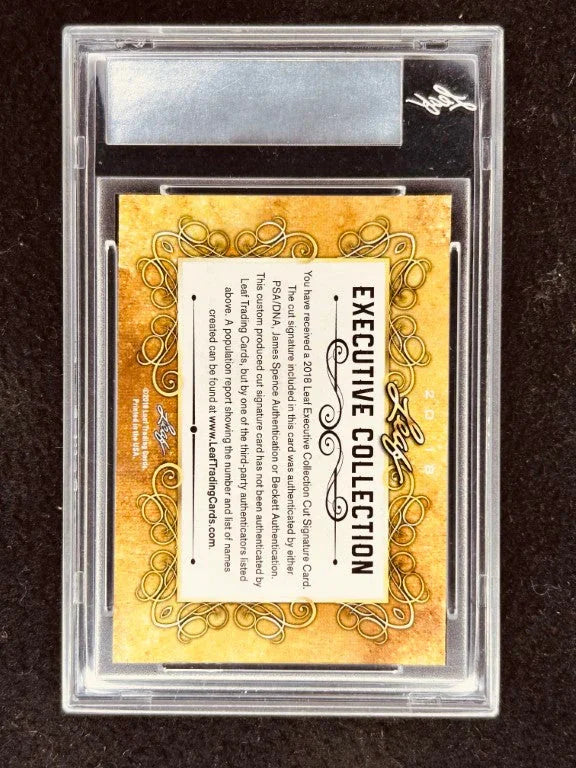 Leaf
2018
Leaf
EXECUTIVE COLLECTION
You have received a 2018 Leaf Executive Collection Cut Signature Card.
The cut signature included in this card was authenticated by either
PSA/DNA, James Spence Authentication or Beckett Authentication.
This custom produced cut signature card has not been authenticated by
Leaf Trading Cards, but by one of the third-party authenticators listed
above. A population report showing the number and list of names
created can be found at www.LeafTradingCards.com
Leaf
©2018 Leaf Trading Cards.
Printed in the USA.